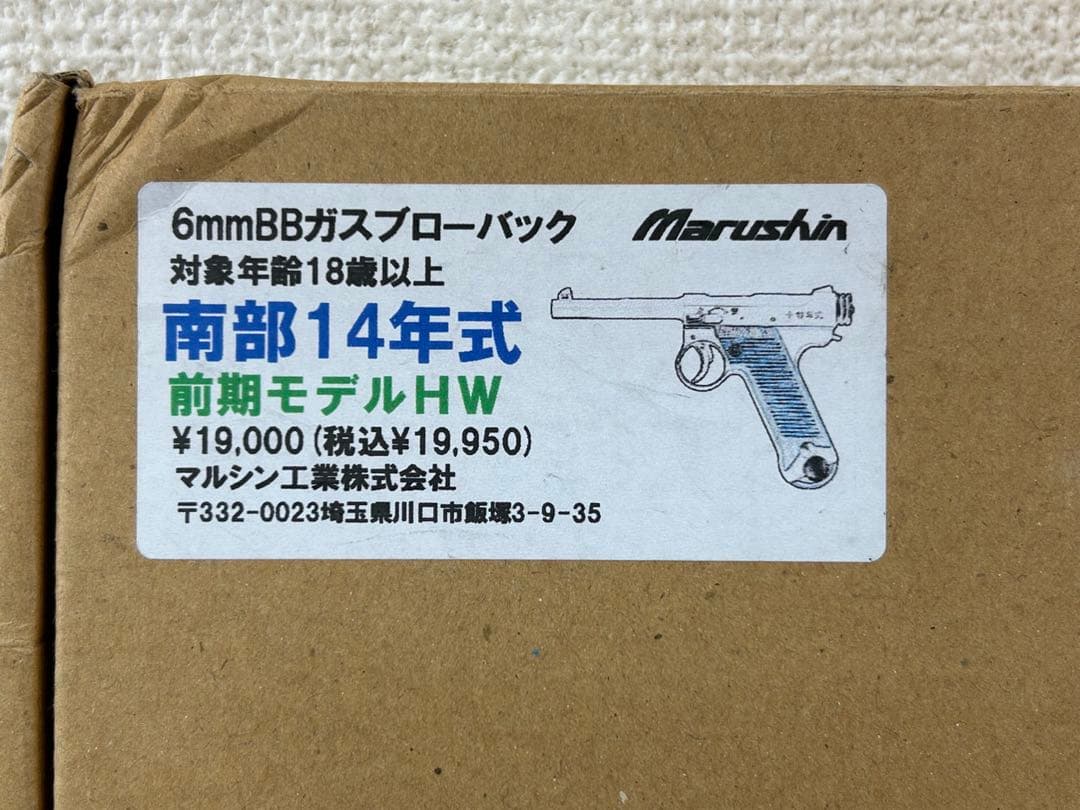 6mmBBガスブローバック
Marushin
対象年齢18歳以上
南部14年式
前期モデルHW
¥19,000(税込¥19,950)
マルシン工業株式会社
〒332-0023埼玉県川口市飯塚3-9-35